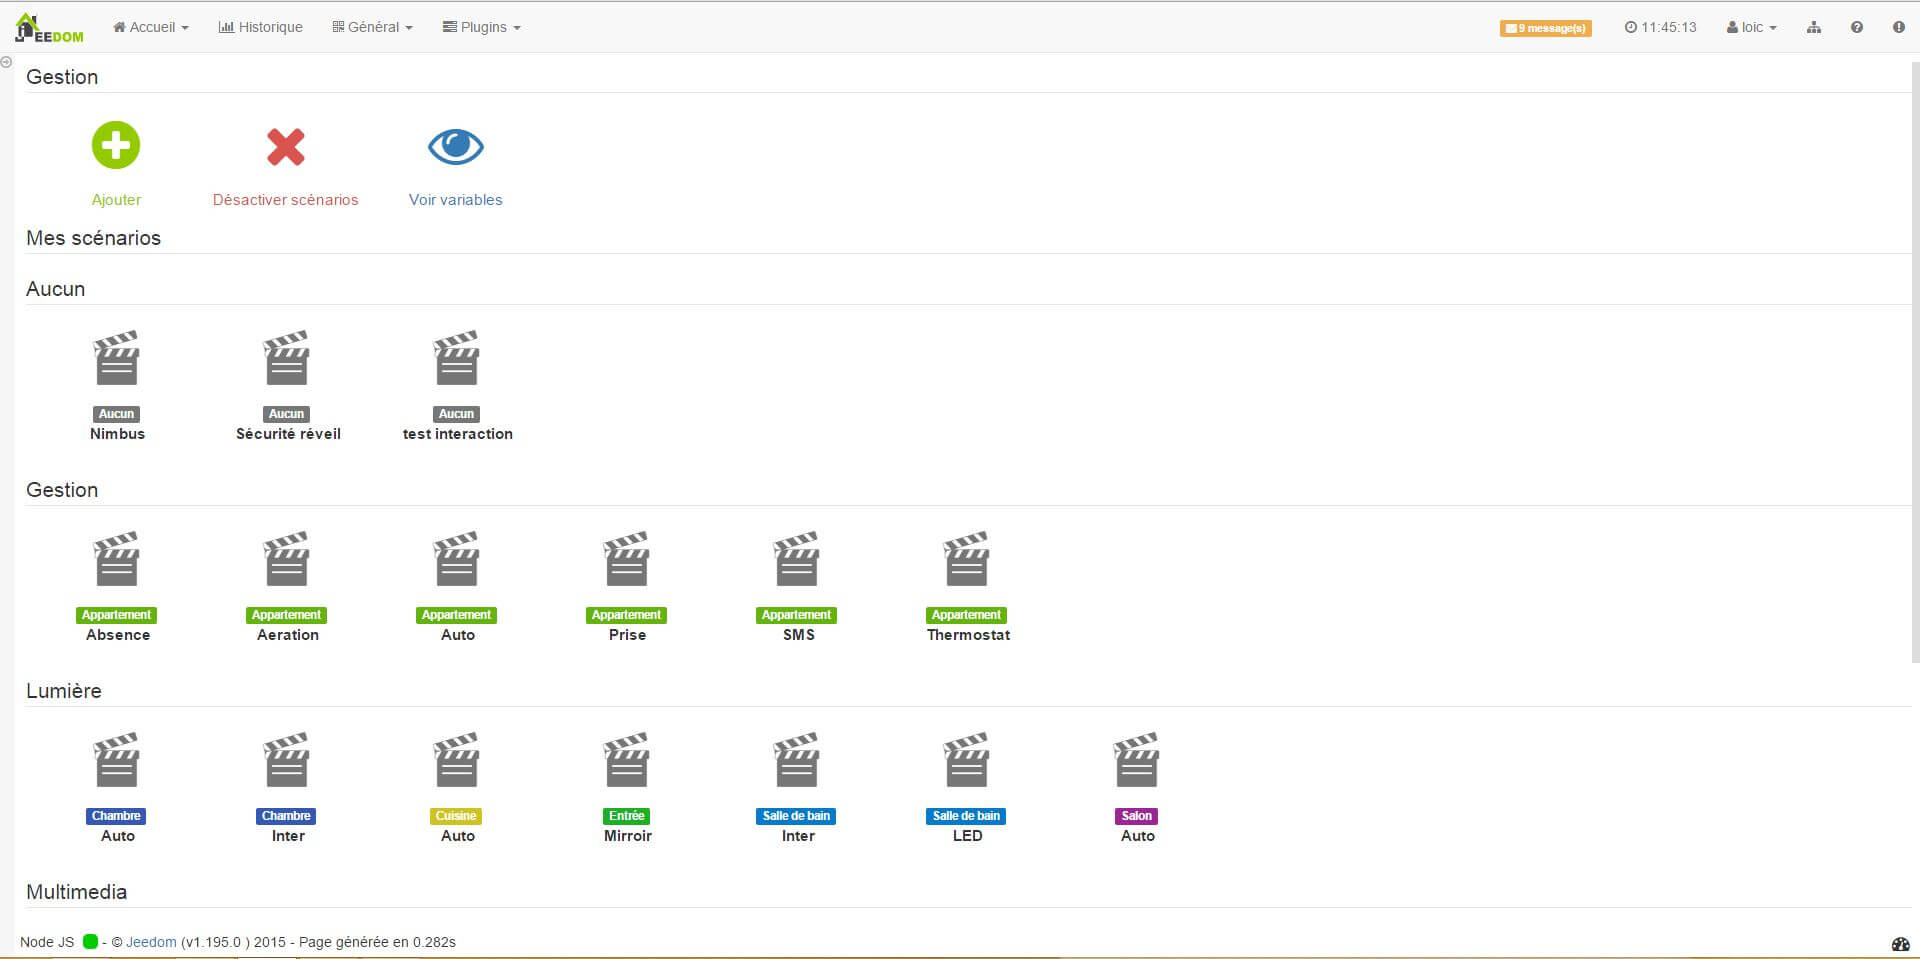 JEEDOM Accueil Historique Général Plugins 9 message(s) 11:45:13 loic
Gestion
Ajouter Désactiver scénarios Voir variables
Mes scénarios
Aucun
Aucun Aucun Aucun
Nimbus Sécurité réveil test interaction
Gestion
Appartement Appartement Appartement Appartement Appartement Appartement
Absence Aeration Auto Prise SMS Thermostat
Lumière
Chambre Chambre Cuisine Entrée Salle de bain Salle de bain Salon
Auto Inter Auto Mirroir Inter LED Auto
Multimedia
Node JS - © Jeedom (v1.195.0 ) 2015 - Page générée en 0.282s